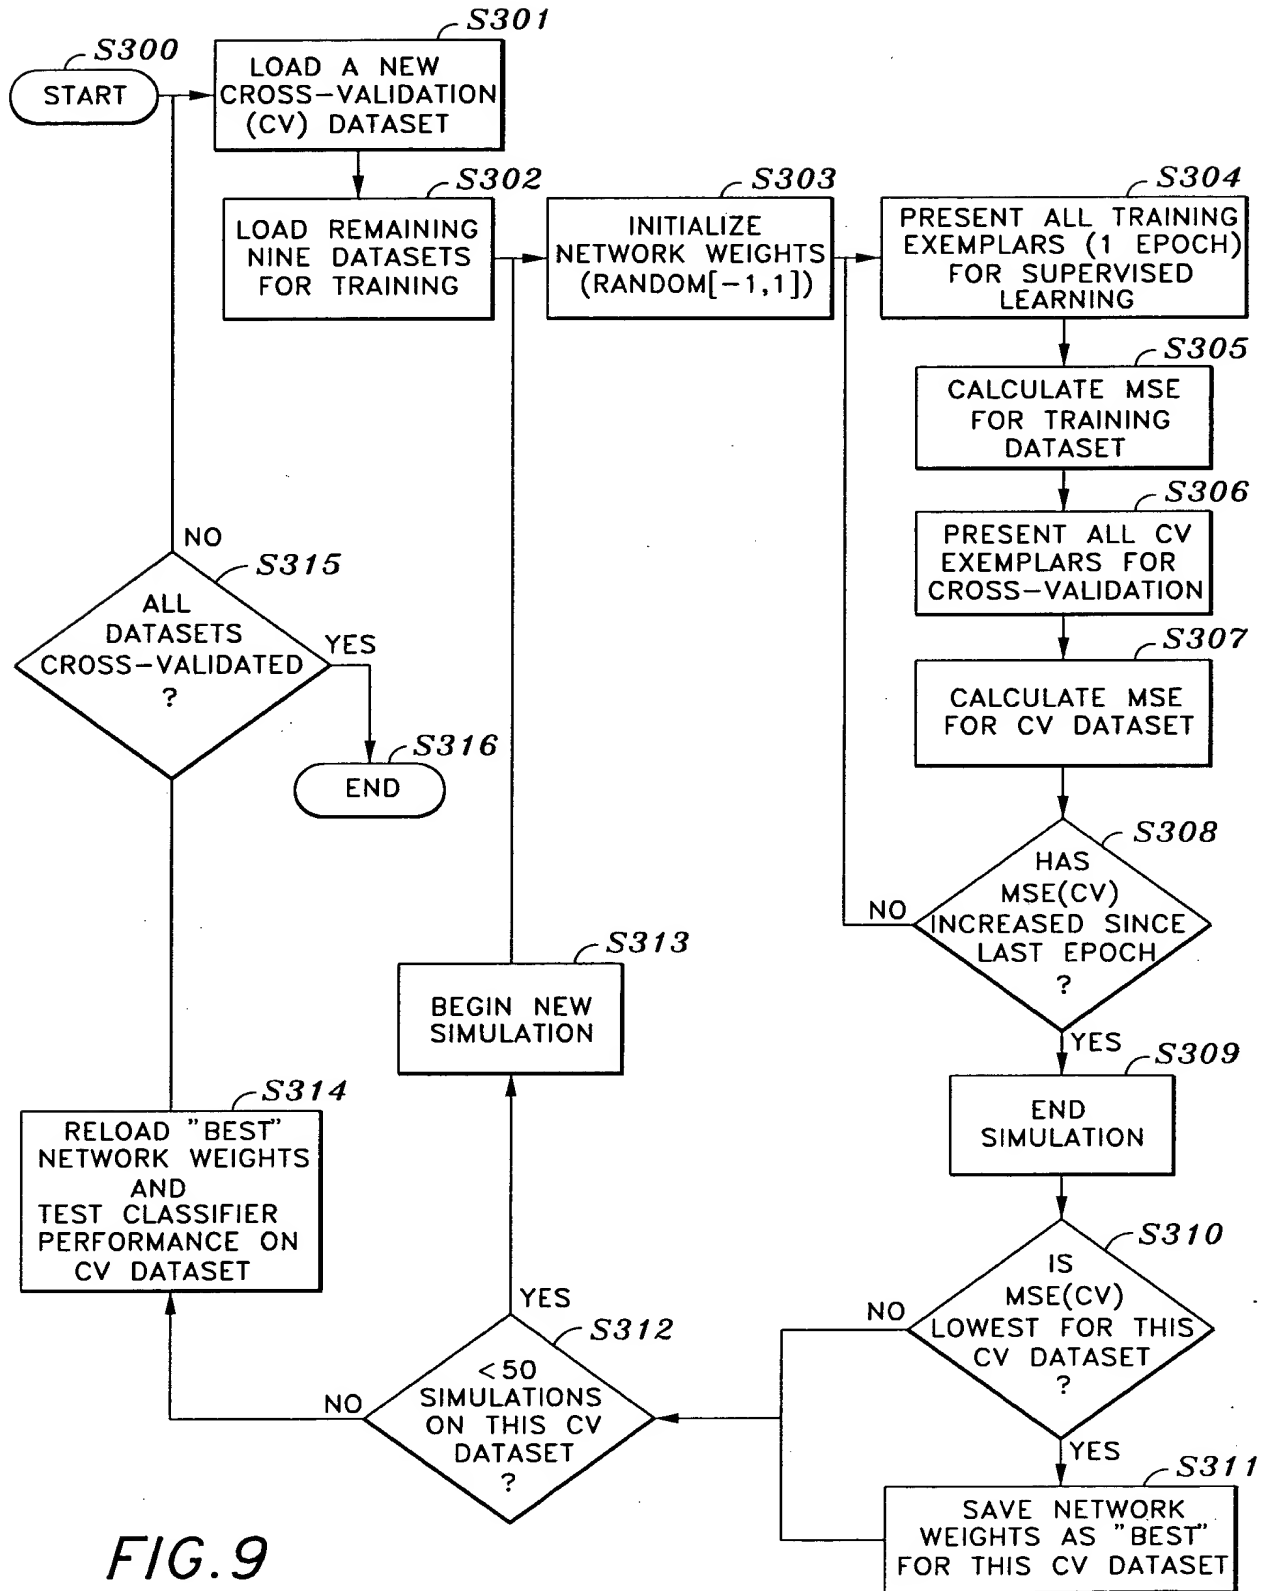 S300
START
S301
LOAD A NEW
CROSS-VALIDATION
(CV) DATASET
S302
LOAD REMAINING
NINE DATASETS
FOR TRAINING
S303
INITIALIZE
NETWORK WEIGHTS
(RANDOM[-1,1])
S304
PRESENT ALL TRAINING
EXEMPLARS (1 EPOCH)
FOR SUPERVISED
LEARNING
S305
CALCULATE MSE
FOR TRAINING
DATASET
S306
PRESENT ALL CV
EXEMPLARS FOR
CROSS-VALIDATION
S307
CALCULATE MSE
FOR CV DATASET
S308
HAS
MSE(CV)
INCREASED SINCE
LAST EPOCH
?
NO
YES
S309
END
SIMULATION
S310
IS
MSE(CV)
LOWEST FOR THIS
CV DATASET
?
NO
YES
S311
SAVE NETWORK
WEIGHTS AS "BEST"
FOR THIS CV DATASET
S312
<50
SIMULATIONS
ON THIS CV
DATASET
?
YES
NO
S313
BEGIN NEW
SIMULATION
S314
RELOAD "BEST"
NETWORK WEIGHTS
AND
TEST CLASSIFIER
PERFORMANCE ON
CV DATASET
S315
ALL
DATASETS
CROSS-VALIDATED
?
NO
YES
S316
END
FIG.9